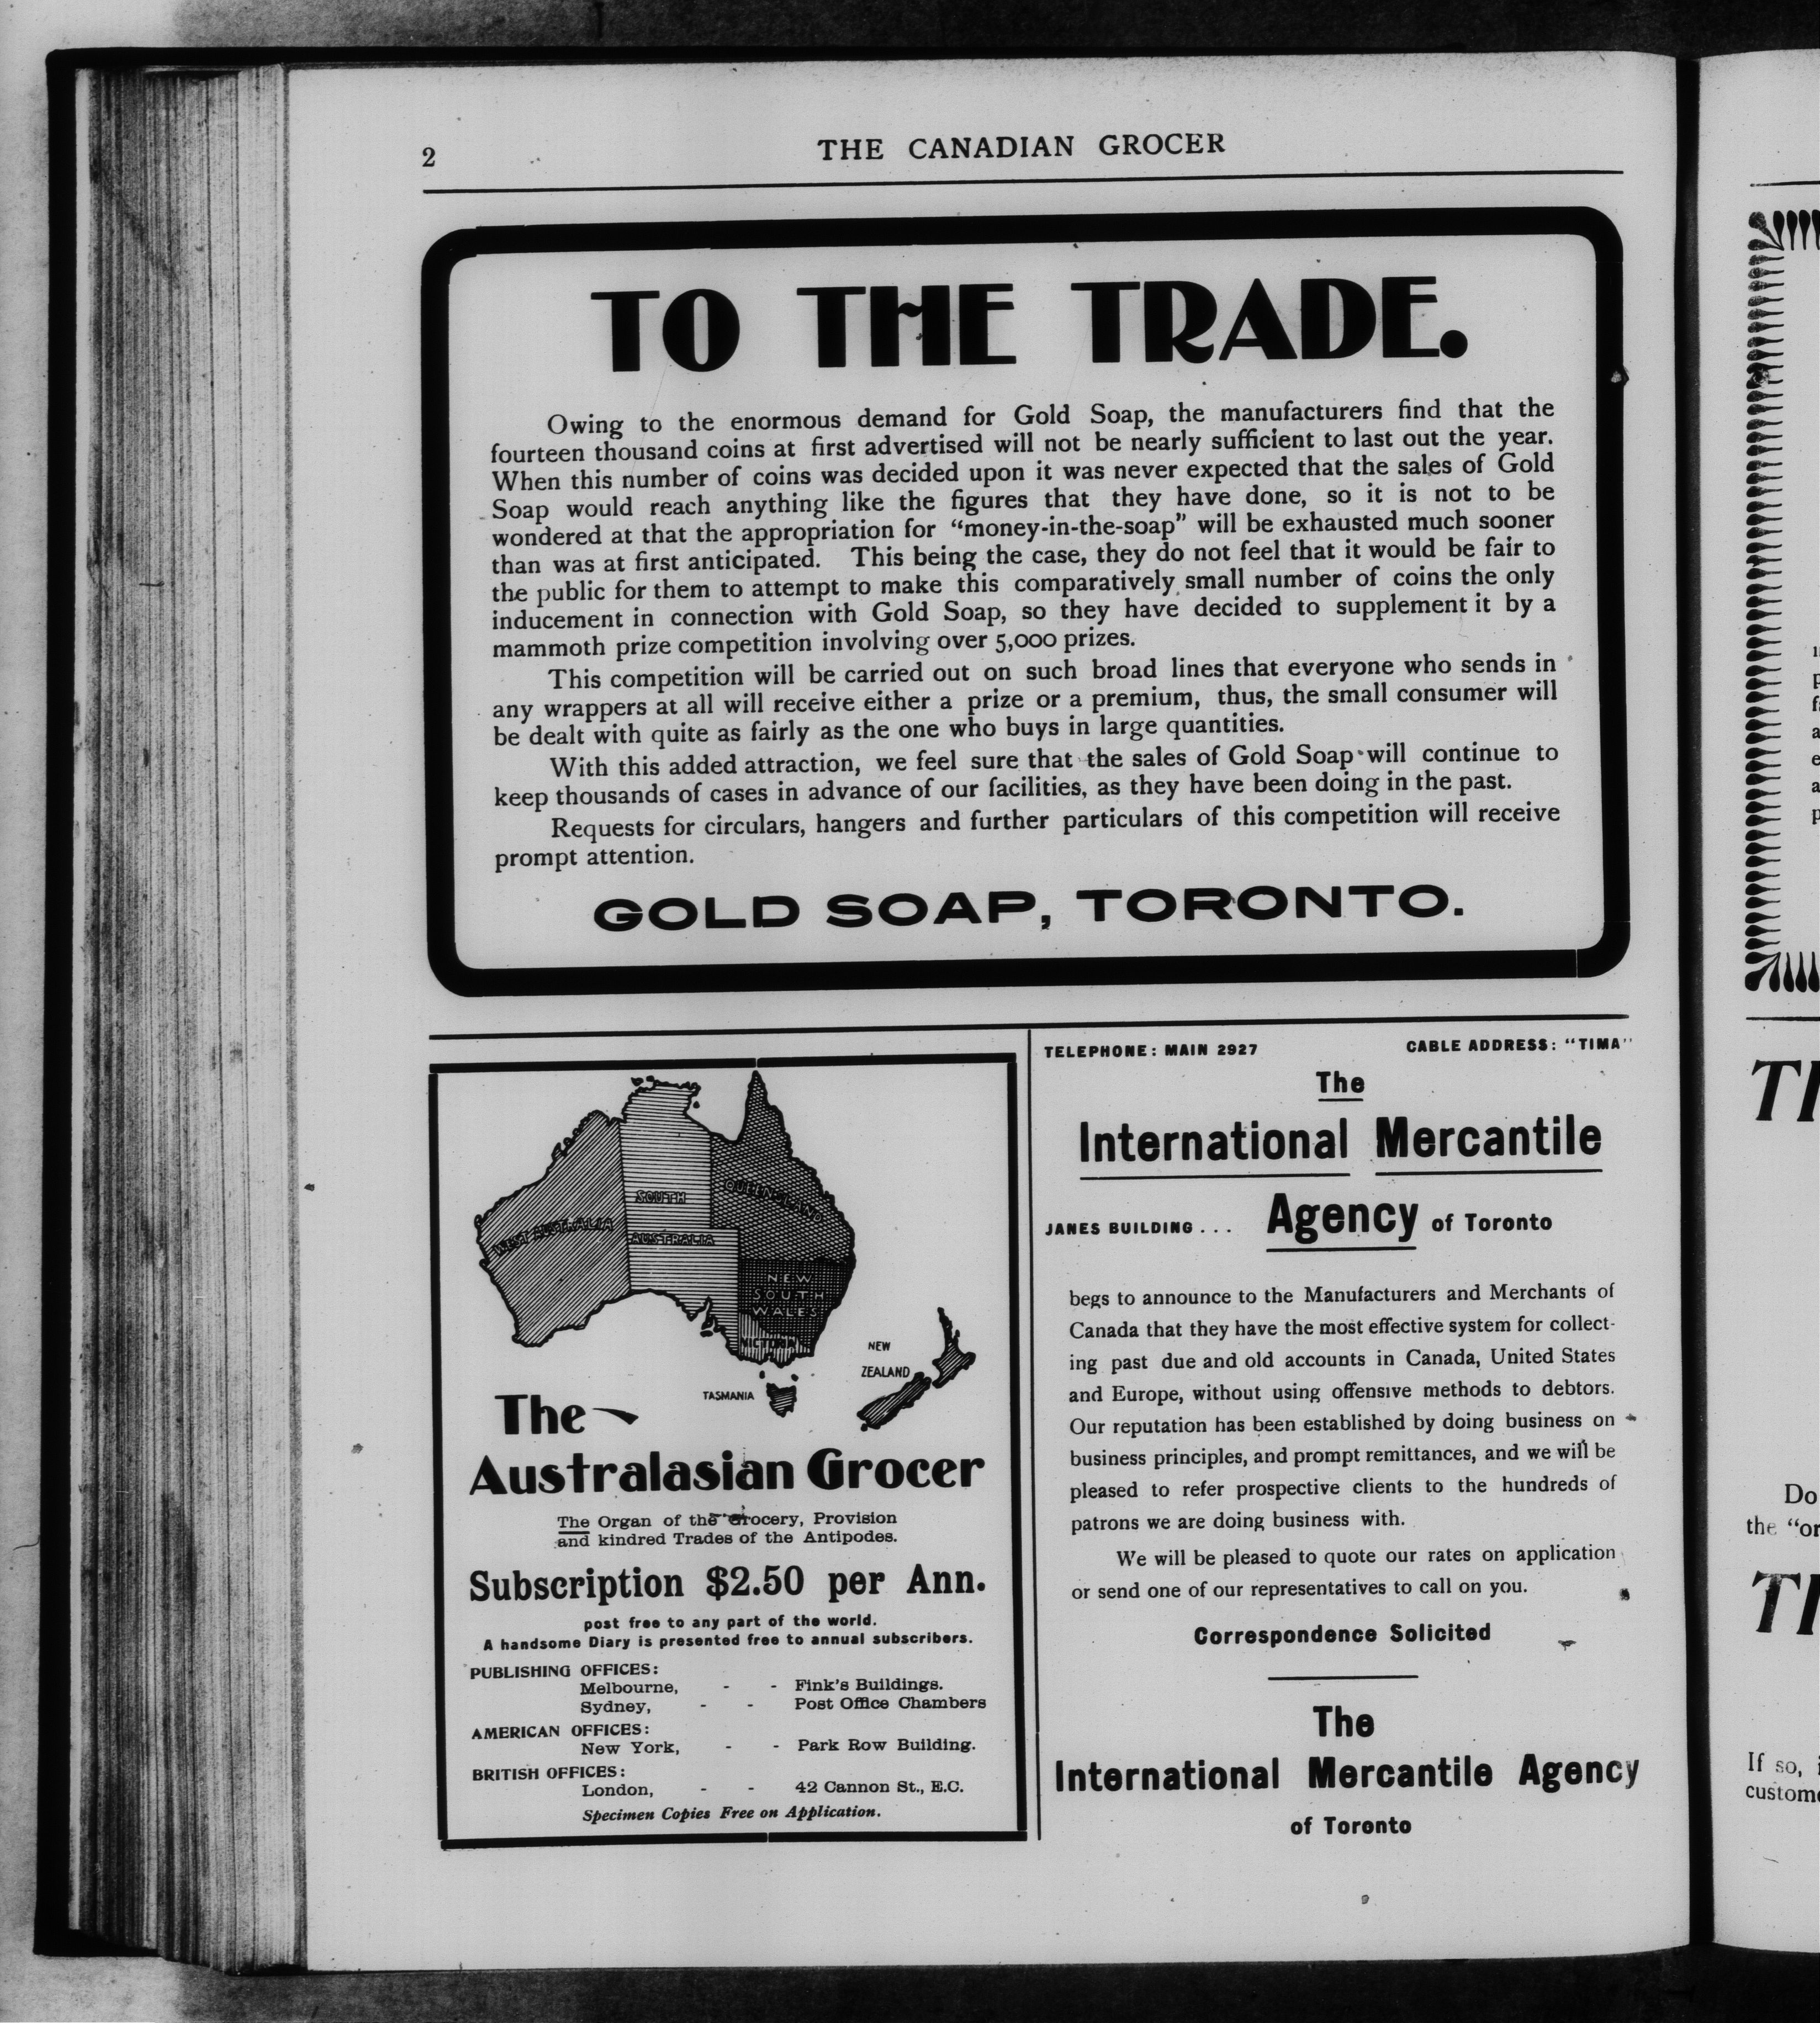 2
THE CANADIAN GROCER
TO THE TRADE.
Owing to the enormous demand for Gold Soap, the manufacturers find that the
fourteen thousand coins at first advertised will not be nearly sufficient to last out the year.
When this number of coins was decided upon it was never expected that the sales of Gold
Soap would reach anything like the figures that they have done, so it is not to be
wondered at that the appropriation for "money-in-the-soap" will be exhausted much sooner
than was at first anticipated. This being the case, they do not feel that it would be fair to
the public for them to attempt to make this comparatively small number of coins the only
inducement in connection with Gold Soap, so they have decided to supplement it by a
mammoth prize competition involving over 5,000 prizes.
This competition will be carried out on such broad lines that everyone who sends in
any wrappers at all will receive either a prize or a premium, thus, the small consumer will
be dealt with quite as fairly as the one who buys in large quantities.
With this added attraction, we feel sure that the sales of Gold Soap will continue to
keep thousands of cases in advance of our facilities, as they have been doing in the past.
Requests for circulars, hangers and further particulars of this competition will receive
prompt attention.
GOLD SOAP, TORONTO.
WEST AUSTRALIA
SOUTH
AUSTRALIA
QUEENSLAND
NEW
SOUTH
WALES
VICTORIA
TASMANIA
NEW
ZEALAND
The
Australasian Grocer
The Organ of the Grocery, Provision
and kindred Trades of the Antipodes.
Subscription $2.50 per Ann.
post free to any part of the world.
A handsome Diary is presented free to annual subscribers.
PUBLISHING OFFICES:
Melbourne, - - Fink's Buildings.
Sydney, - - Post Office Chambers
AMERICAN OFFICES:
New York, - - Park Row Building.
BRITISH OFFICES:
London, - - 42 Cannon St., E.C.
Specimen Copies Free on Application.
TELEPHONE: MAIN 2927 CABLE ADDRESS: "TIMA"
The
International Mercantile
JANES BUILDING . . . Agency of Toronto
begs to announce to the Manufacturers and Merchants of
Canada that they have the most effective system for collect-
ing past due and old accounts in Canada, United States
and Europe, without using offensive methods to debtors.
Our reputation has been established by doing business on
business principles, and prompt remittances, and we will be
pleased to refer prospective clients to the hundreds of
patrons we are doing business with.
We will be pleased to quote our rates on application
or send one of our representatives to call on you.
Correspondence Solicited
The
International Mercantile Agency
of Toronto
Do
the "or
If so,
custome